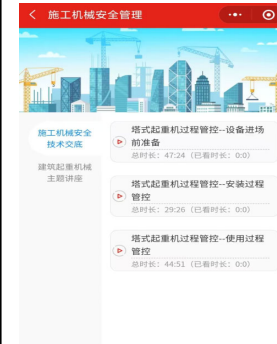 施工机械安全管理
施工机械安全
技术交底
建筑起重机械
主题讲座
塔式起重机过程管控--设备进场
前准备
总时长：47:24（已看时长：0:0）
塔式起重机过程管控--安装过程
管控
总时长：29:26（已看时长：0:0）
塔式起重机过程管控--使用过程
管控
总时长：44:51（已看时长：0:0）